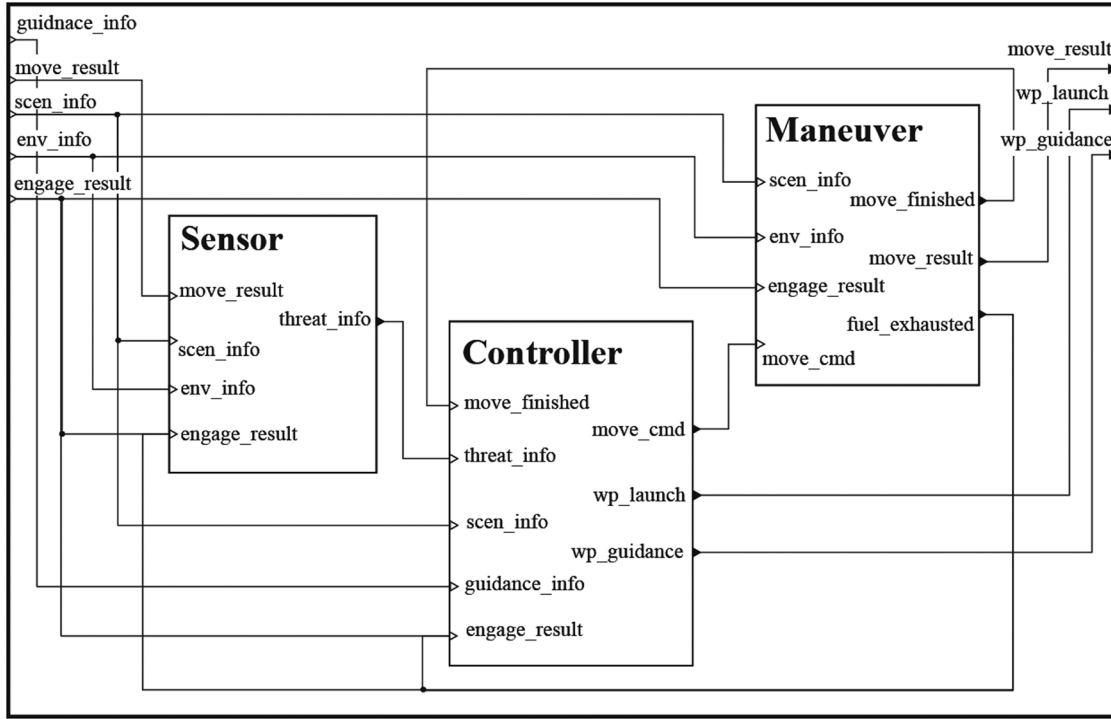 guidnace_info
move_result
scen_info
env_info
engage_result
move_result
wp_launch
wp_guidance
Sensor
move_result
scen_info
env_info
engage_result
threat_info
Controller
move_finished
threat_info
scen_info
guidance_info
engage_result
move_cmd
wp_launch
wp_guidance
Maneuver
scen_info
env_info
engage_result
move_cmd
move_finished
move_result
fuel_exhausted